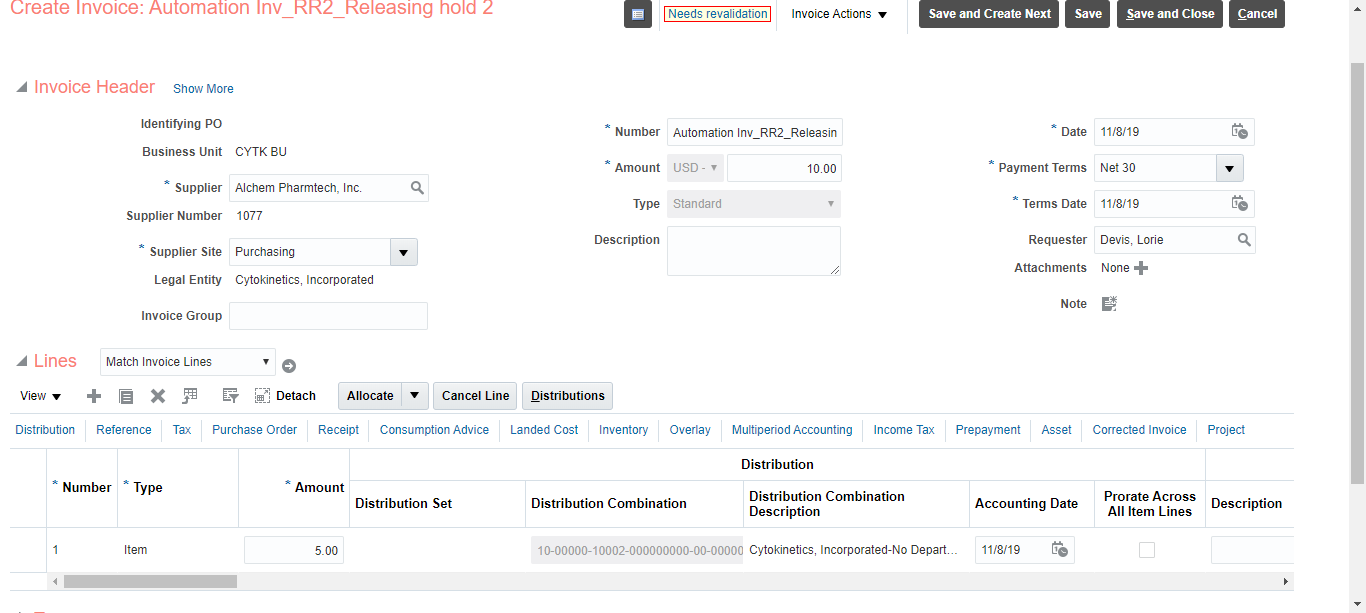 Create Invoice: Automation Inv_RR2_Releasing hold 2
Needs revalidation
Invoice Actions
Save and Create Next
Save
Save and Close
Cancel
Invoice Header Show More
Identifying PO
Business Unit CYTK BU
* Supplier Alchem Pharmtech, Inc.
Supplier Number 1077
* Supplier Site Purchasing
Legal Entity Cytokinetics, Incorporated
Invoice Group
* Number Automation Inv_RR2_Releasin
* Amount USD - 10.00
Type Standard
Description
* Date 11/8/19
* Payment Terms Net 30
* Terms Date 11/8/19
Requester Devis, Lorie
Attachments None
Note
Lines Match Invoice Lines
View Detach Allocate Cancel Line Distributions
Distribution Reference Tax Purchase Order Receipt Consumption Advice Landed Cost Inventory Overlay Multiperiod Accounting Income Tax Prepayment Asset Corrected Invoice Project
* Number * Type * Amount
Distribution
Distribution Set
Distribution Combination
Distribution Combination
Description
Accounting Date
Prorate Across
All Item Lines
Description
1 Item 5.00 10-00000-10002-000000000-00-00000 Cytokinetics, Incorporated-No Depart... 11/8/19